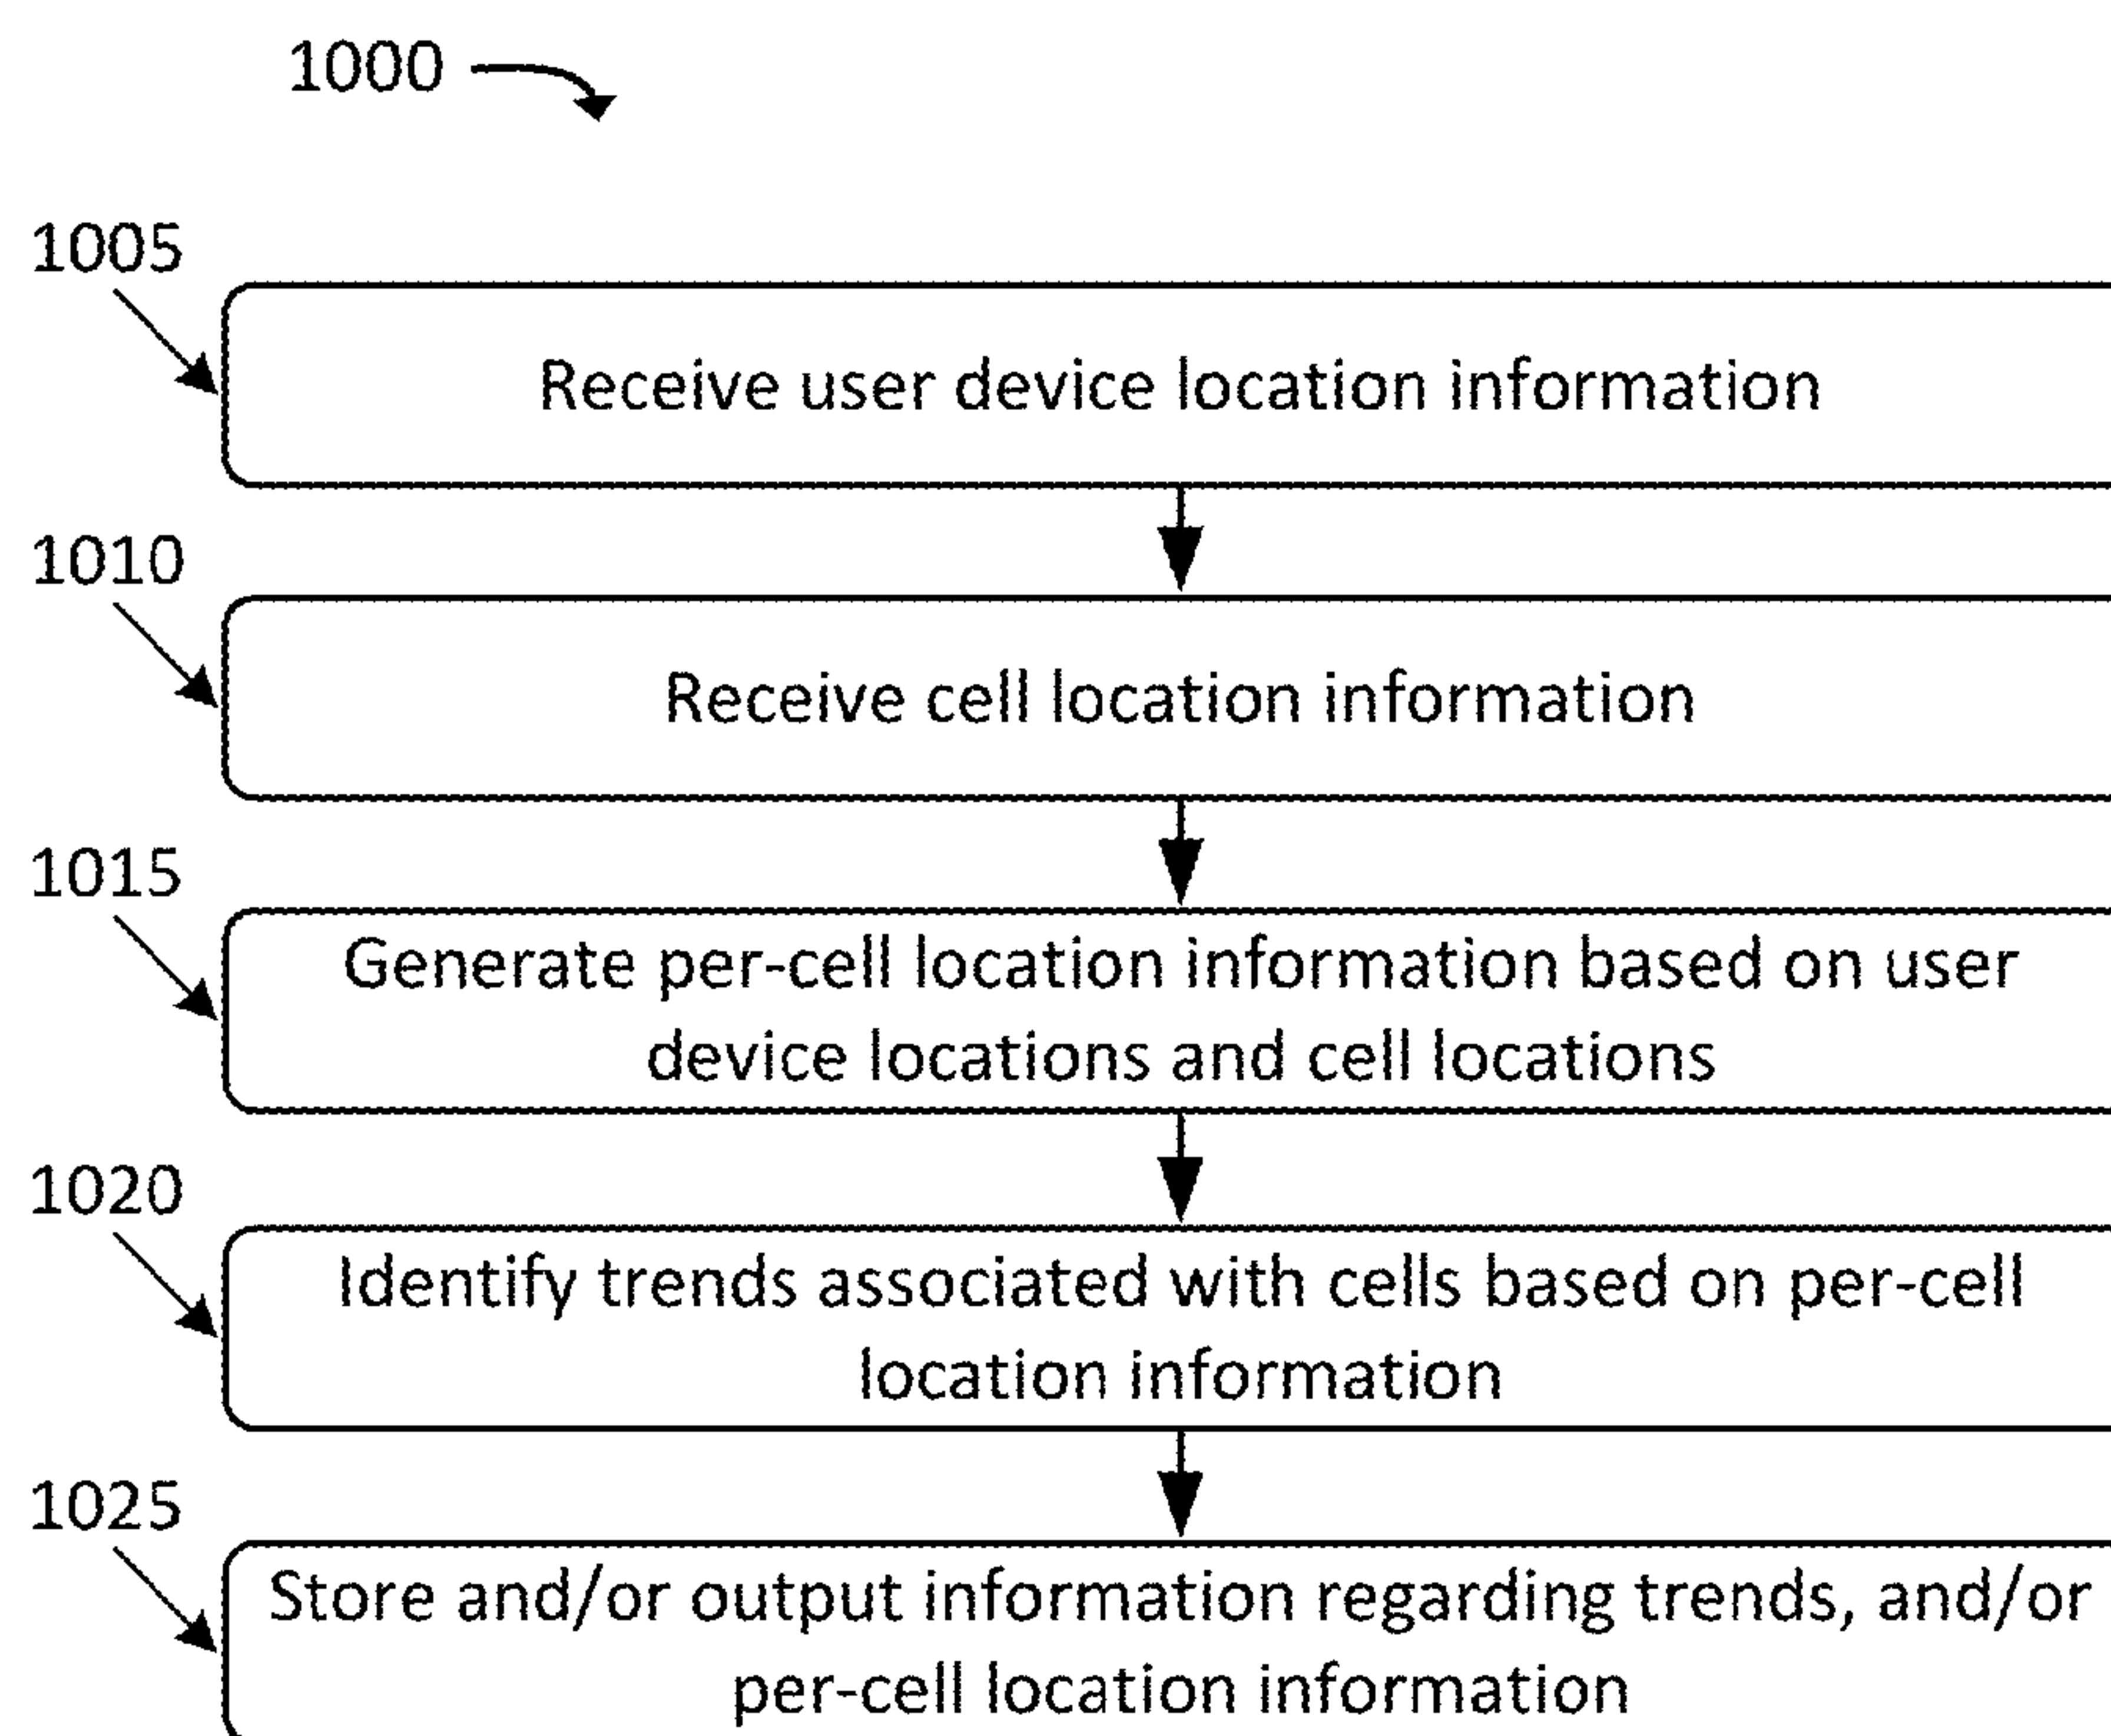 1000
1005
Receive user device location information
1010
Receive cell location information
1015
Generate per-cell location information based on user
device locations and cell locations
1020
Identify trends associated with cells based on per-cell
location information
1025
Store and/or output information regarding trends, and/or
per-cell location information